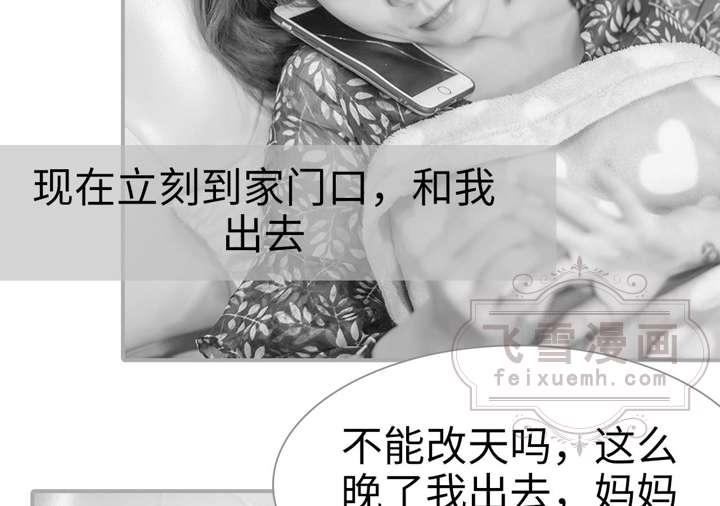 现在立刻到家门口，和我
出去
飞雪漫画
feixuemh.com
不能改天吗，这么
晚了我出去，妈妈